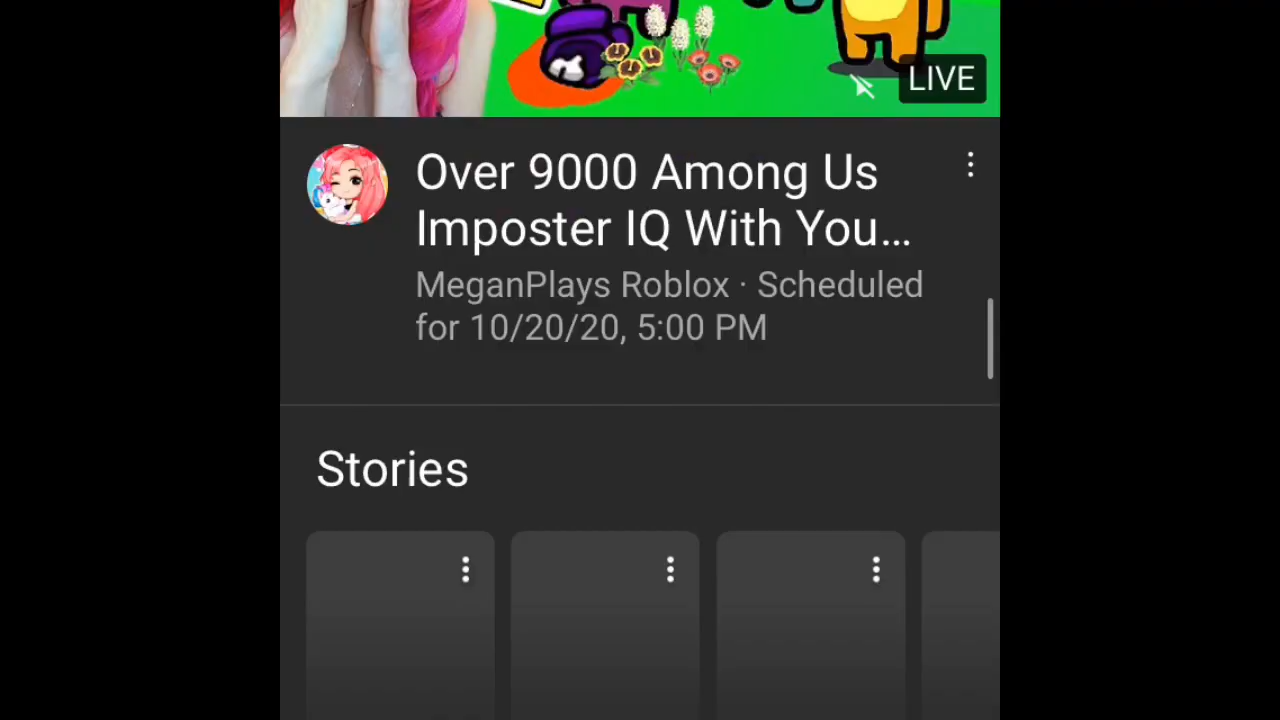 LIVE
Over 9000 Among Us
Imposter IQ With You...
MeganPlays Roblox · Scheduled
for 10/20/20, 5:00 PM
Stories